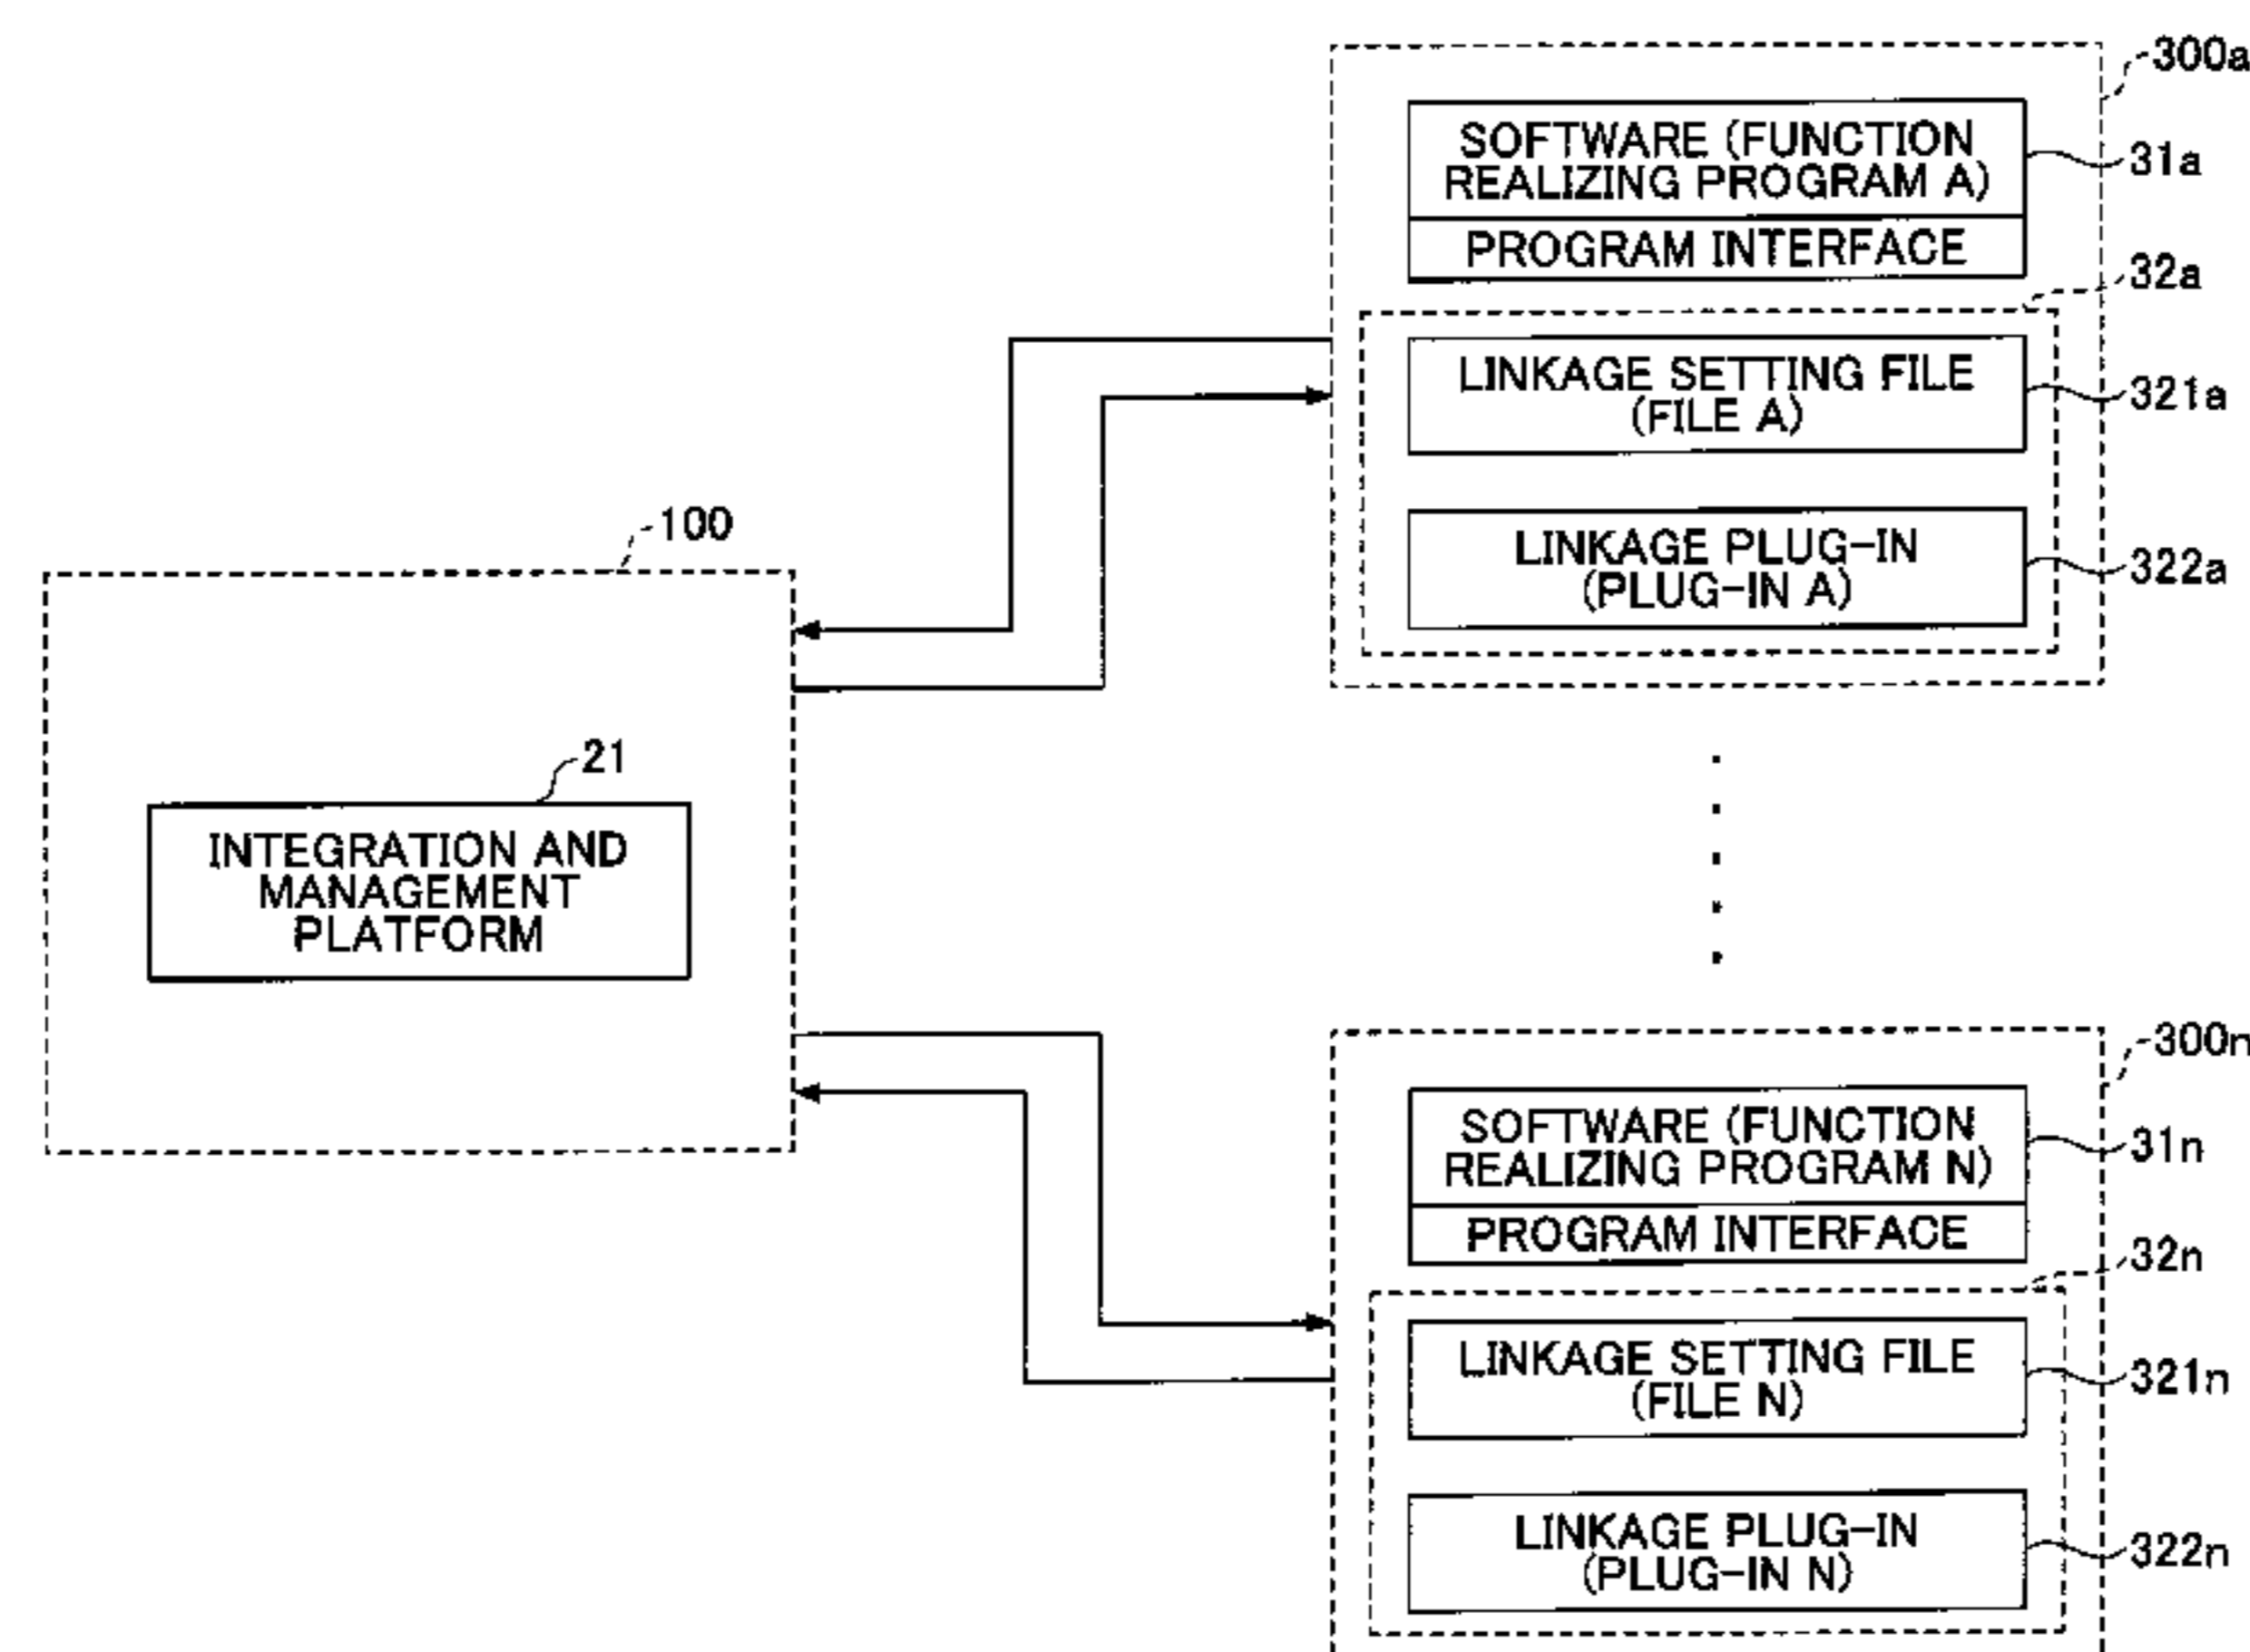 300a
SOFTWARE (FUNCTION
REALIZING PROGRAM A)
31a
PROGRAM INTERFACE
32a
LINKAGE SETTING FILE
(FILE A)
321a
LINKAGE PLUG-IN
(PLUG-IN A)
322a
100
21
INTEGRATION AND
MANAGEMENT
PLATFORM
300n
SOFTWARE (FUNCTION
REALIZING PROGRAM N)
31n
PROGRAM INTERFACE
32n
LINKAGE SETTING FILE
(FILE N)
321n
LINKAGE PLUG-IN
(PLUG-IN N)
322n